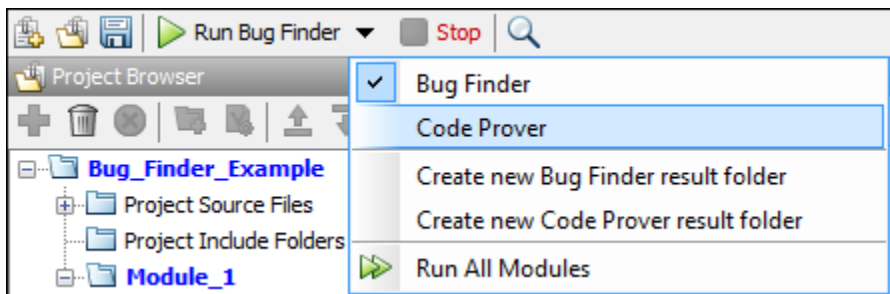 Run Bug Finder Stop
Project Browser
Bug Finder
Code Prover
Create new Bug Finder result folder
Create new Code Prover result folder
Run All Modules
Bug_Finder_Example
Project Source Files
Project Include Folders
Module_1